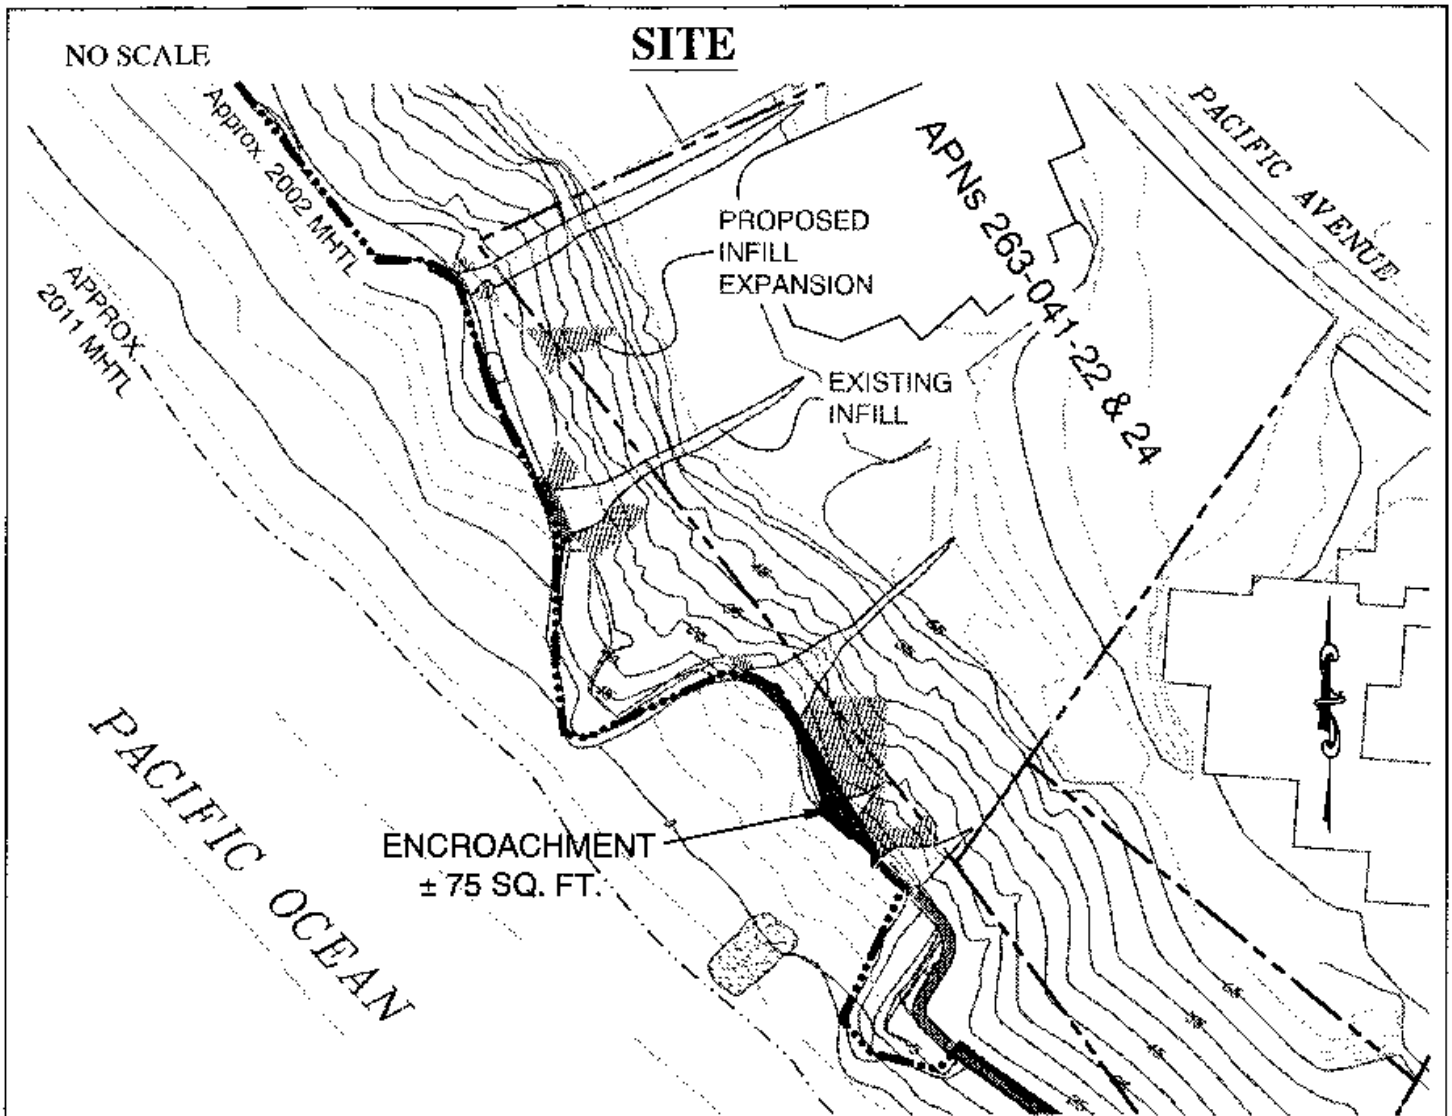 SITE
NO SCALE
Approx. 2002 MHTL
APPROX
2011 MHTL
PROPOSED
INFILL
EXPANSION
EXISTING
INFILL
APNs 263-041-22 & 24
PACIFIC AVENUE
ENCROACHMENT
± 75 SQ. FT.
PACIFIC OCEAN